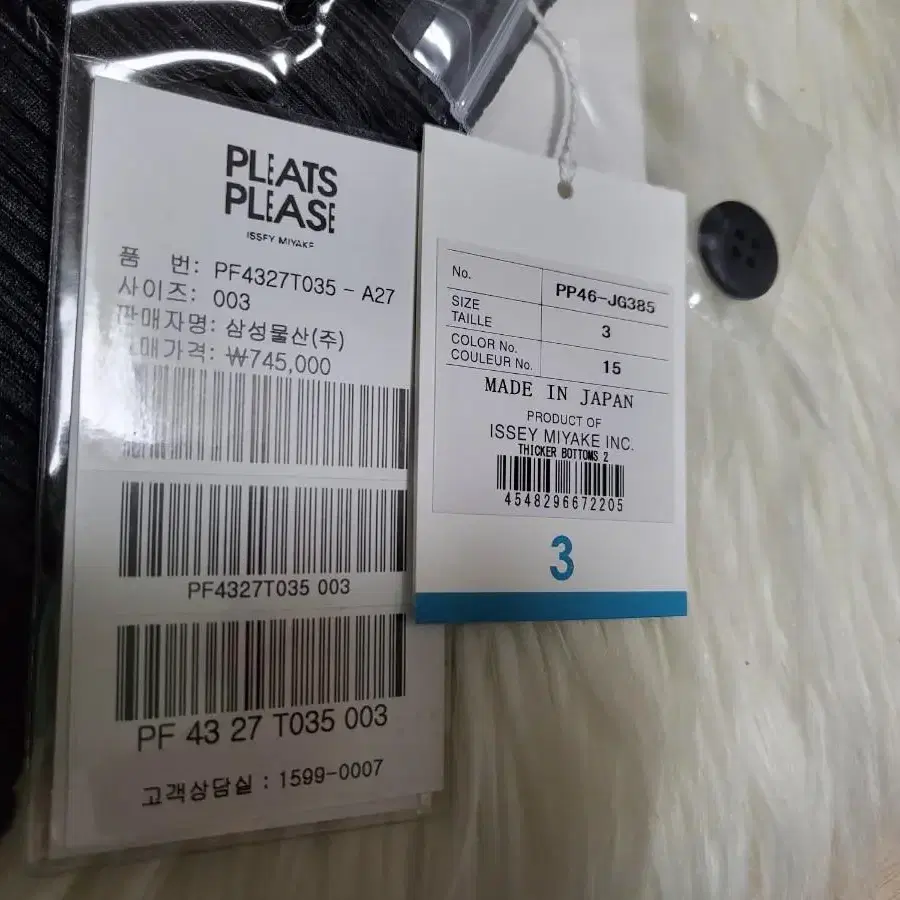 PLEATS
PLEASE
ISSEY MIYAKE
품 번: PF4327T035 - A27
사이즈: 003
판매자명: 삼성물산(주)
판매가격: ₩745,000
PF4327T035 003
PF 43 27 T035 003
고객상담실 : 1599-0007
No. PP46-JG385
SIZE
TAILLE 3
COLOR No.
COULEUR No. 15
MADE IN JAPAN
PRODUCT OF
ISSEY MIYAKE INC.
THICKER BOTTOMS 2
4548296672205
3